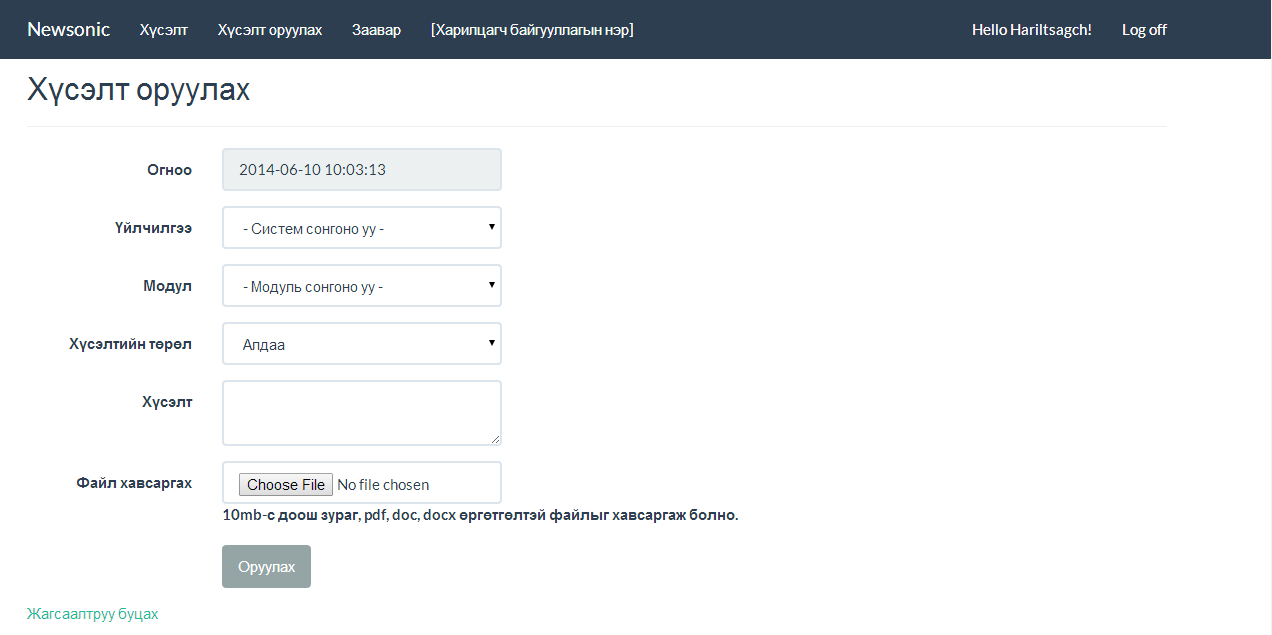 Newsonic Хүсэлт Хүсэлт оруулах Заавар [Харилцагч байгууллагын нэр] Hello Hariltsagch! Log off
Хүсэлт оруулах
Огноо 2014-06-10 10:03:13
Үйлчилгээ - Систем сонгоно уу -
Модул - Модуль сонгоно уу -
Хүсэлтийн төрөл Алдаа
Хүсэлт
Файл хавсаргах Choose File No file chosen
10mb-с доош зураг, pdf, doc, docx өргөтгөлтэй файлыг хавсаргаж болно.
Оруулах
Жагсаалтруу буцах